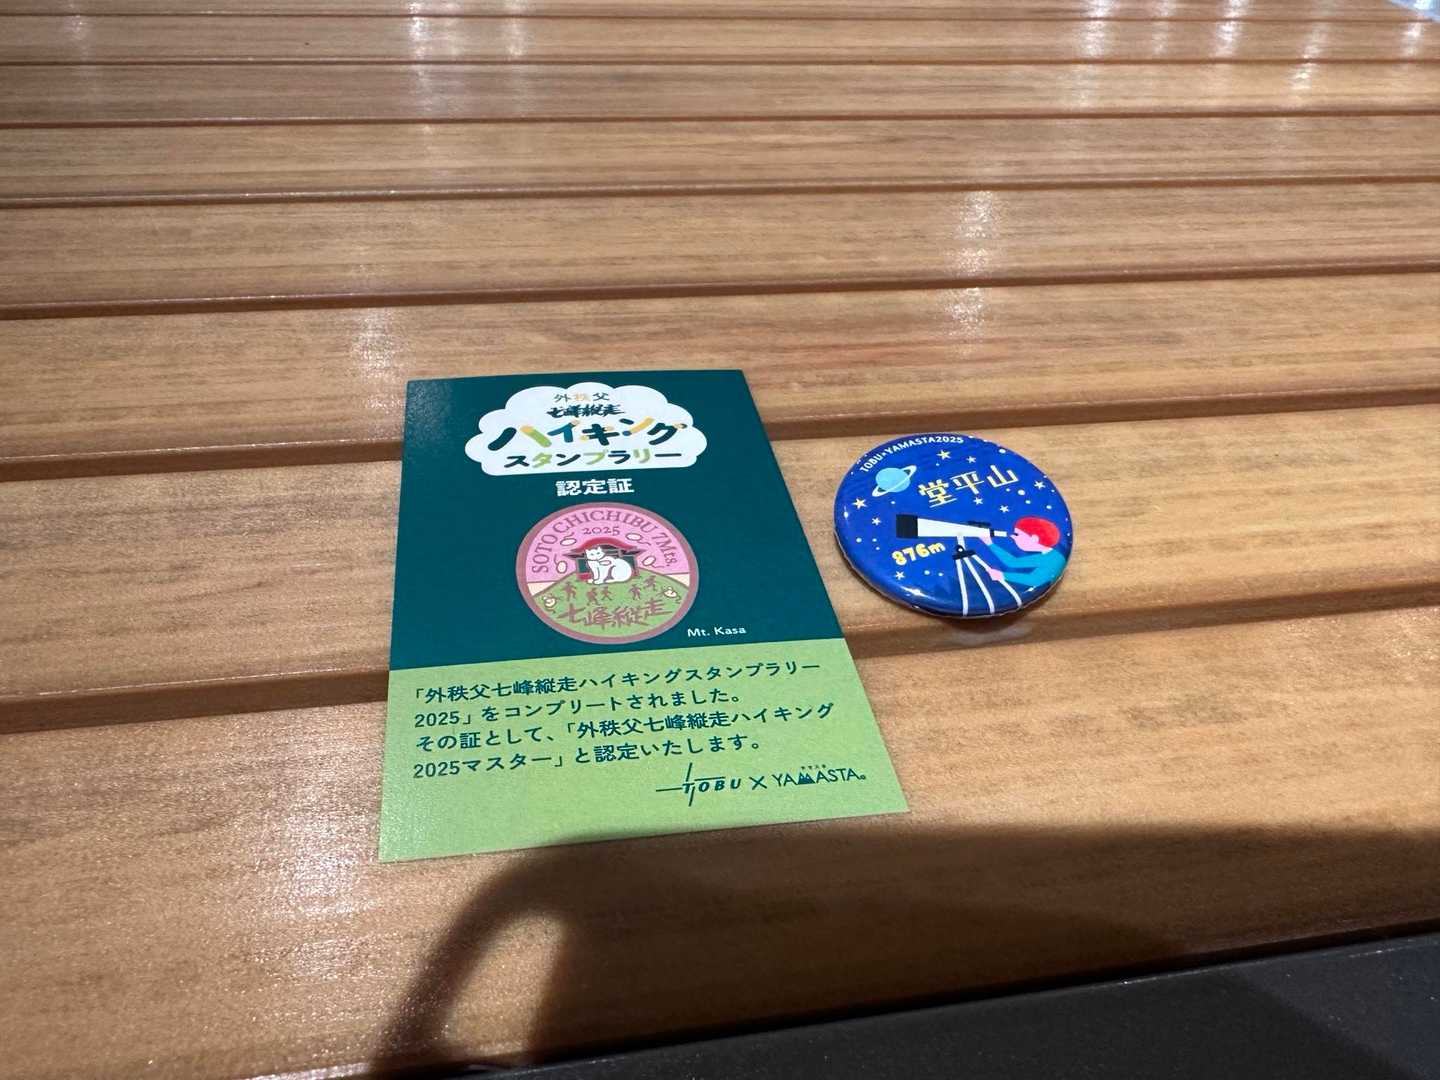 外秩父
七峰縦走
ハイキング
スタンプラリー
認定証
SOTO CHICHIBU 7Mts.
2025
七峰縦走
Mt. Kasa
「外秩父七峰縦走ハイキングスタンプラリー
2025」をコンプリートされました。
その証として、「外秩父七峰縦走ハイキング
2025マスター」と認定いたします。
TOBU × YAMASTA
ヤマスタ
TOBU×YAMASTA2025
堂平山
876m